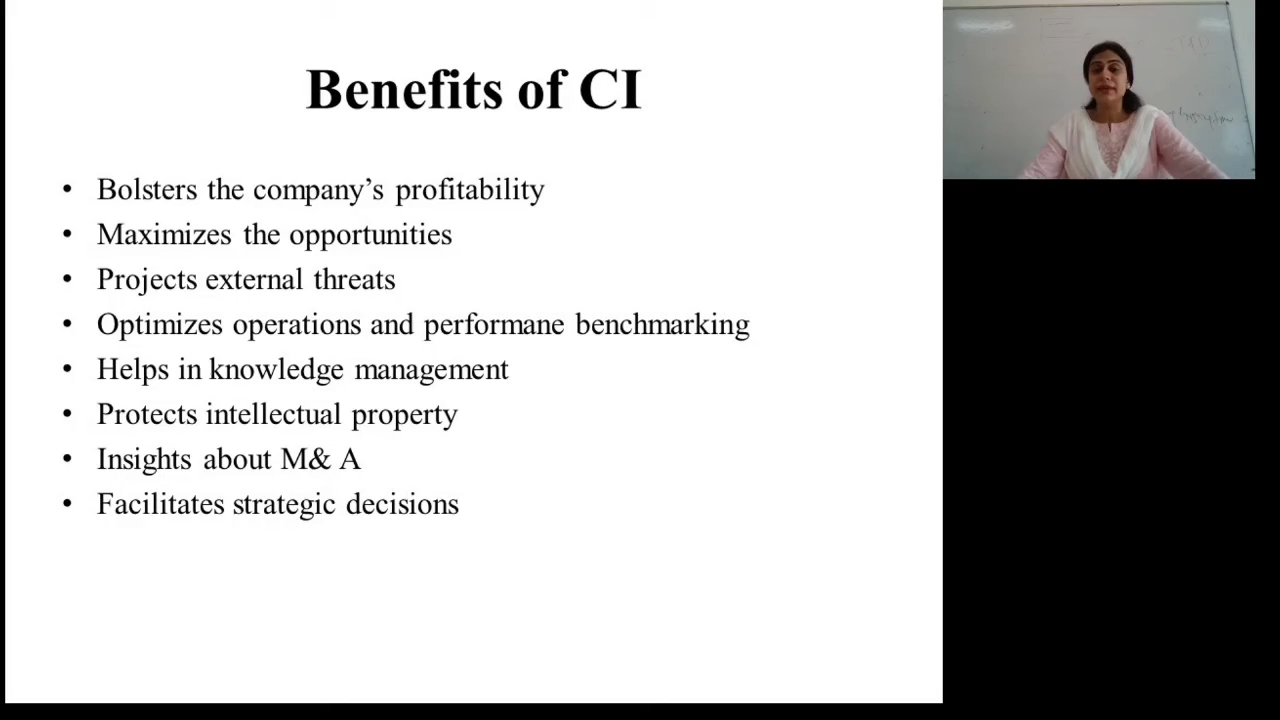 Benefits of CI
• Bolsters the company’s profitability
• Maximizes the opportunities
• Projects external threats
• Optimizes operations and performane benchmarking
• Helps in knowledge management
• Protects intellectual property
• Insights about M& A
• Facilitates strategic decisions